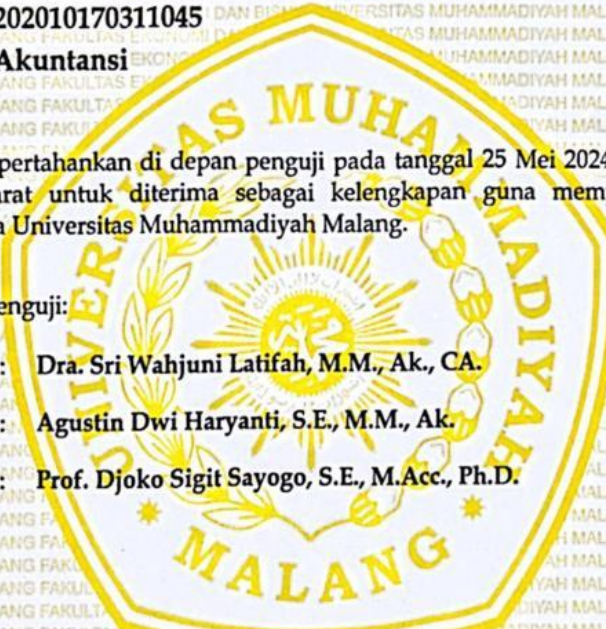 202010170311045
Akuntansi
pertahankan di depan penguji pada tanggal 25 Mei 2024
arat untuk diterima sebagai kelengkapan guna mem
a Universitas Muhammadiyah Malang.
enguji:
: Dra. Sri Wahjuni Latifah, M.M., Ak., CA.
: Agustin Dwi Haryanti, S.E., M.M., Ak.
: Prof. Djoko Sigit Sayogo, S.E., M.Acc., Ph.D.
UNIVERSITAS MUHAMMADIYAH
MALANG